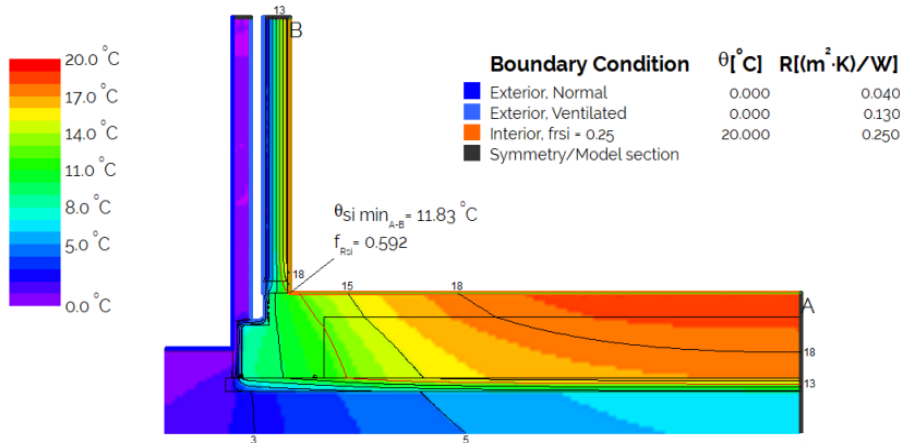 13
B
20.0 °C
17.0 °C
14.0 °C
11.0 °C
8.0 °C
5.0 °C
3.0 °C
0.0 °C
Boundary Condition θ[°C] R[(m²·K)/W]
Exterior, Normal 0.000 0.040
Exterior, Ventilated 0.000 0.130
Interior, frsi = 0.25 20.000 0.250
Symmetry/Model section
θsi min A-B = 11.83 °C
fRsi = 0.592
18
15
18
A
18
13
3
5